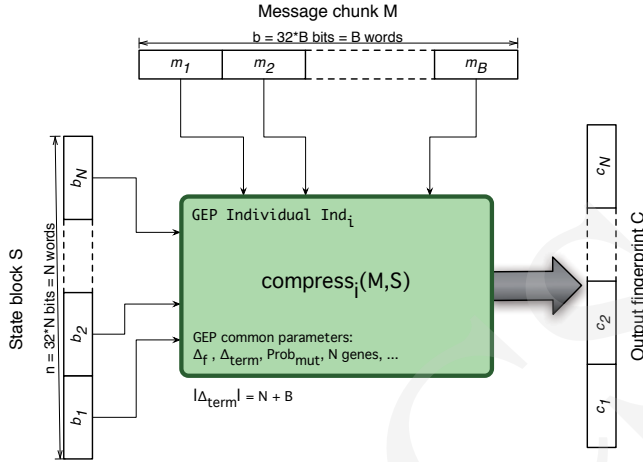 Message chunk M
b = 32*B bits = B words
m1 m2 mB
State block S
n = 32*N bits = N words
bN
b2
b1
GEP Individual Indi
compressi(M,S)
GEP common parameters:
Δf , Δterm, Probmut, N genes, ...
|Δterm| = N + B
cN
c2
c1
Output fingerprint C